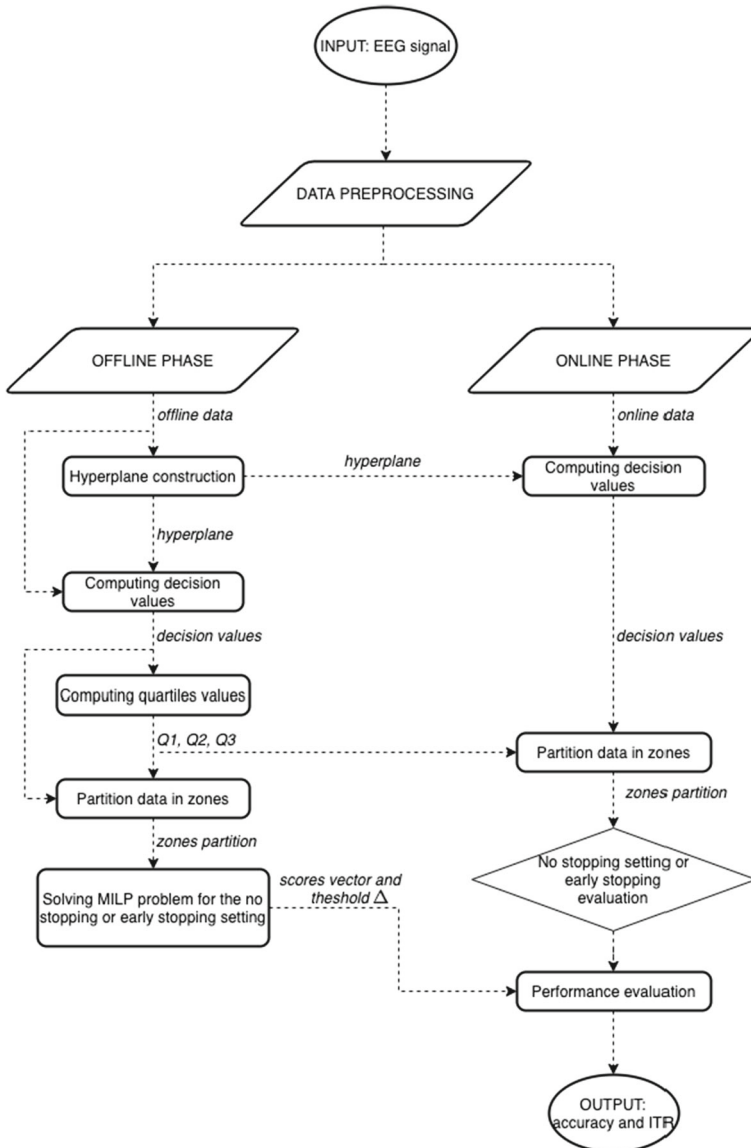 INPUT: EEG signal
DATA PREPROCESSING
OFFLINE PHASE
ONLINE PHASE
offline data
online data
Hyperplane construction
hyperplane
Computing decision
values
hyperplane
Computing decision
values
decision values
decision values
Computing quartiles values
Q1, Q2, Q3
Partition data in zones
Partition data in zones
zones partition
zones partition
Solving MILP problem for the no
stopping or early stopping setting
scores vector and
theshold Δ
No stopping setting or
early stopping
evaluation
Performance evaluation
OUTPUT:
accuracy and ITR